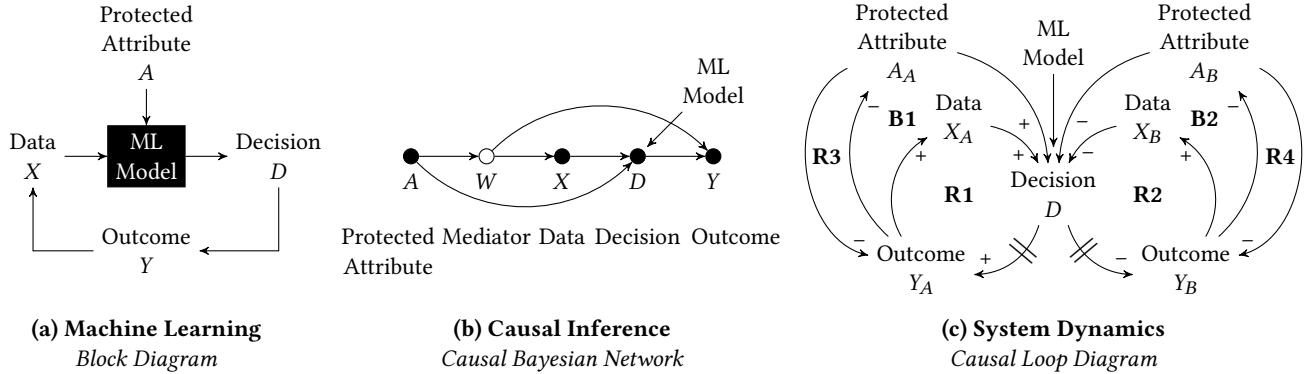 Protected
Attribute
A
Data
X
ML
Model
Decision
D
Outcome
Y
(a) Machine Learning
Block Diagram
ML
Model
A
W
X
D
Y
Protected Mediator Data Decision Outcome
Attribute
(b) Causal Inference
Causal Bayesian Network
Protected
Attribute
A_A
ML
Model
Protected
Attribute
A_B
−
B1
Data
X_A
+
+
+
−
−
Data
X_B
+
B2
−
R3
R1
Decision
D
R2
R4
−
Outcome
Y_A
+
−
Outcome
Y_B
−
(c) System Dynamics
Causal Loop Diagram